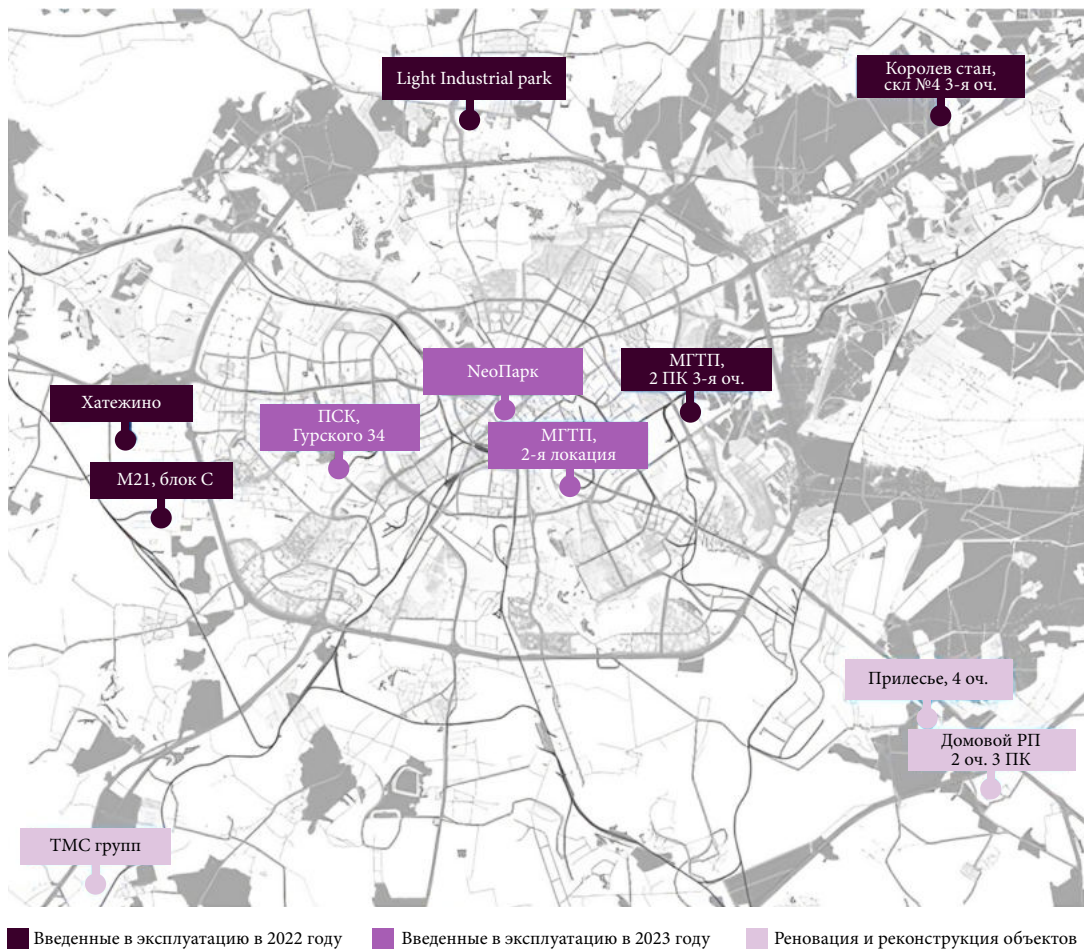 Light Industrial park
Королев стан,
скл №4 3-я оч.
NeoПарк
МГТП,
2 ПК 3-я оч.
Хатежино
ПСК,
Гурского 34
МГТП,
2-я локация
М21, блок С
Прилесье, 4 оч.
Домовой РП
2 оч. 3 ПК
ТМС групп
Введенные в эксплуатацию в 2022 году
Введенные в эксплуатацию в 2023 году
Реновация и реконструкция объектов